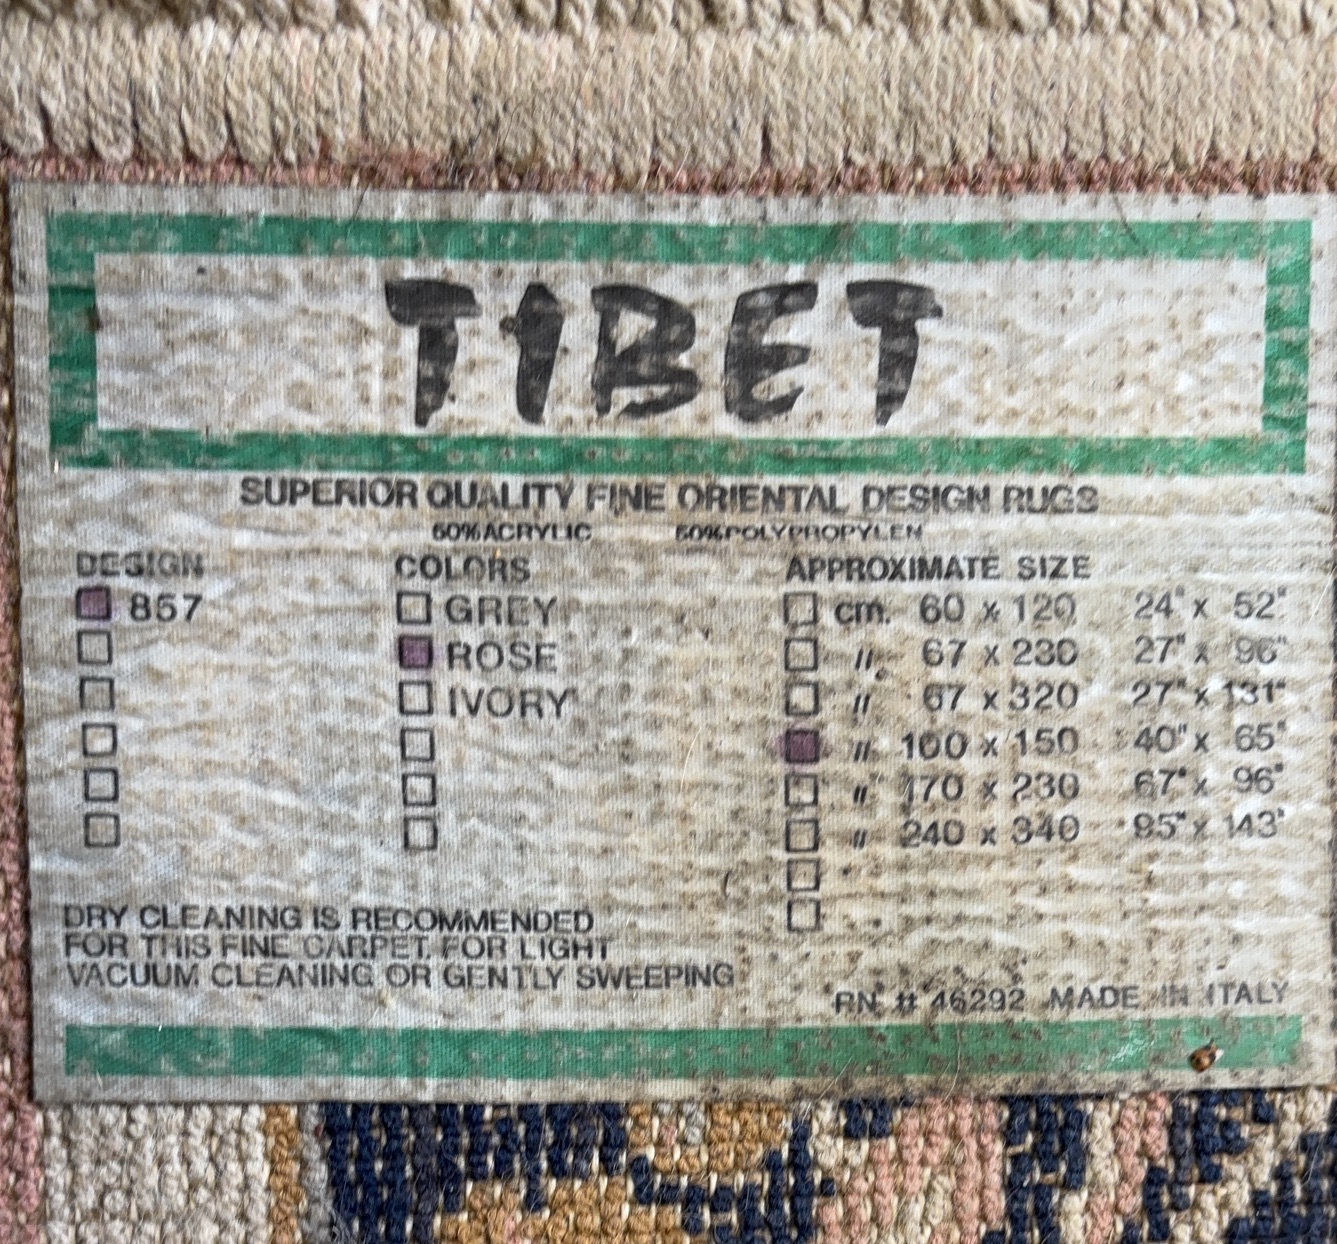 TIBET
SUPERIOR QUALITY FINE ORIENTAL DESIGN RUGS
50% ACRYLIC 50% POLYPROPYLEN
DESIGN COLORS APPROXIMATE SIZE
857 GREY cm. 60 x 120 24" x 52"
ROSE " 67 x 230 27" x 96"
IVORY " 67 x 320 27" x 131"
" 100 x 150 40" x 65"
" 170 x 230 67" x 96"
" 240 x 340 95" x 143"
DRY CLEANING IS RECOMMENDED
FOR THIS FINE CARPET. FOR LIGHT
VACUUM CLEANING OR GENTLY SWEEPING
RN # 46292 MADE IN ITALY